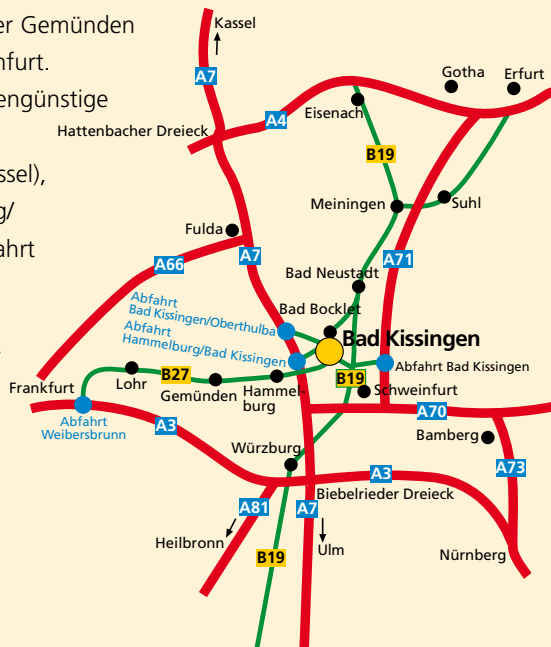 er Gemünden
nfurt.
engünstige
ssel),
g/
ahrt
Kassel
A7
Gotha
Erfurt
Eisenach
A4
Hattenbacher Dreieck
B19
Meiningen
Suhl
Fulda
A7
A71
A66
Bad Neustadt
Abfahrt
Bad Kissingen/Oberthulba
Bad Bocklet
Abfahrt
Hammelburg/Bad Kissingen
Bad Kissingen
Abfahrt Bad Kissingen
Frankfurt
Lohr
B27
Gemünden
Hammel-
burg
B19
Schweinfurt
A70
Abfahrt
Weibersbrunn
A3
Bamberg
Würzburg
A3
A73
Biebelrieder Dreieck
A81
A7
Heilbronn
Ulm
B19
Nürnberg